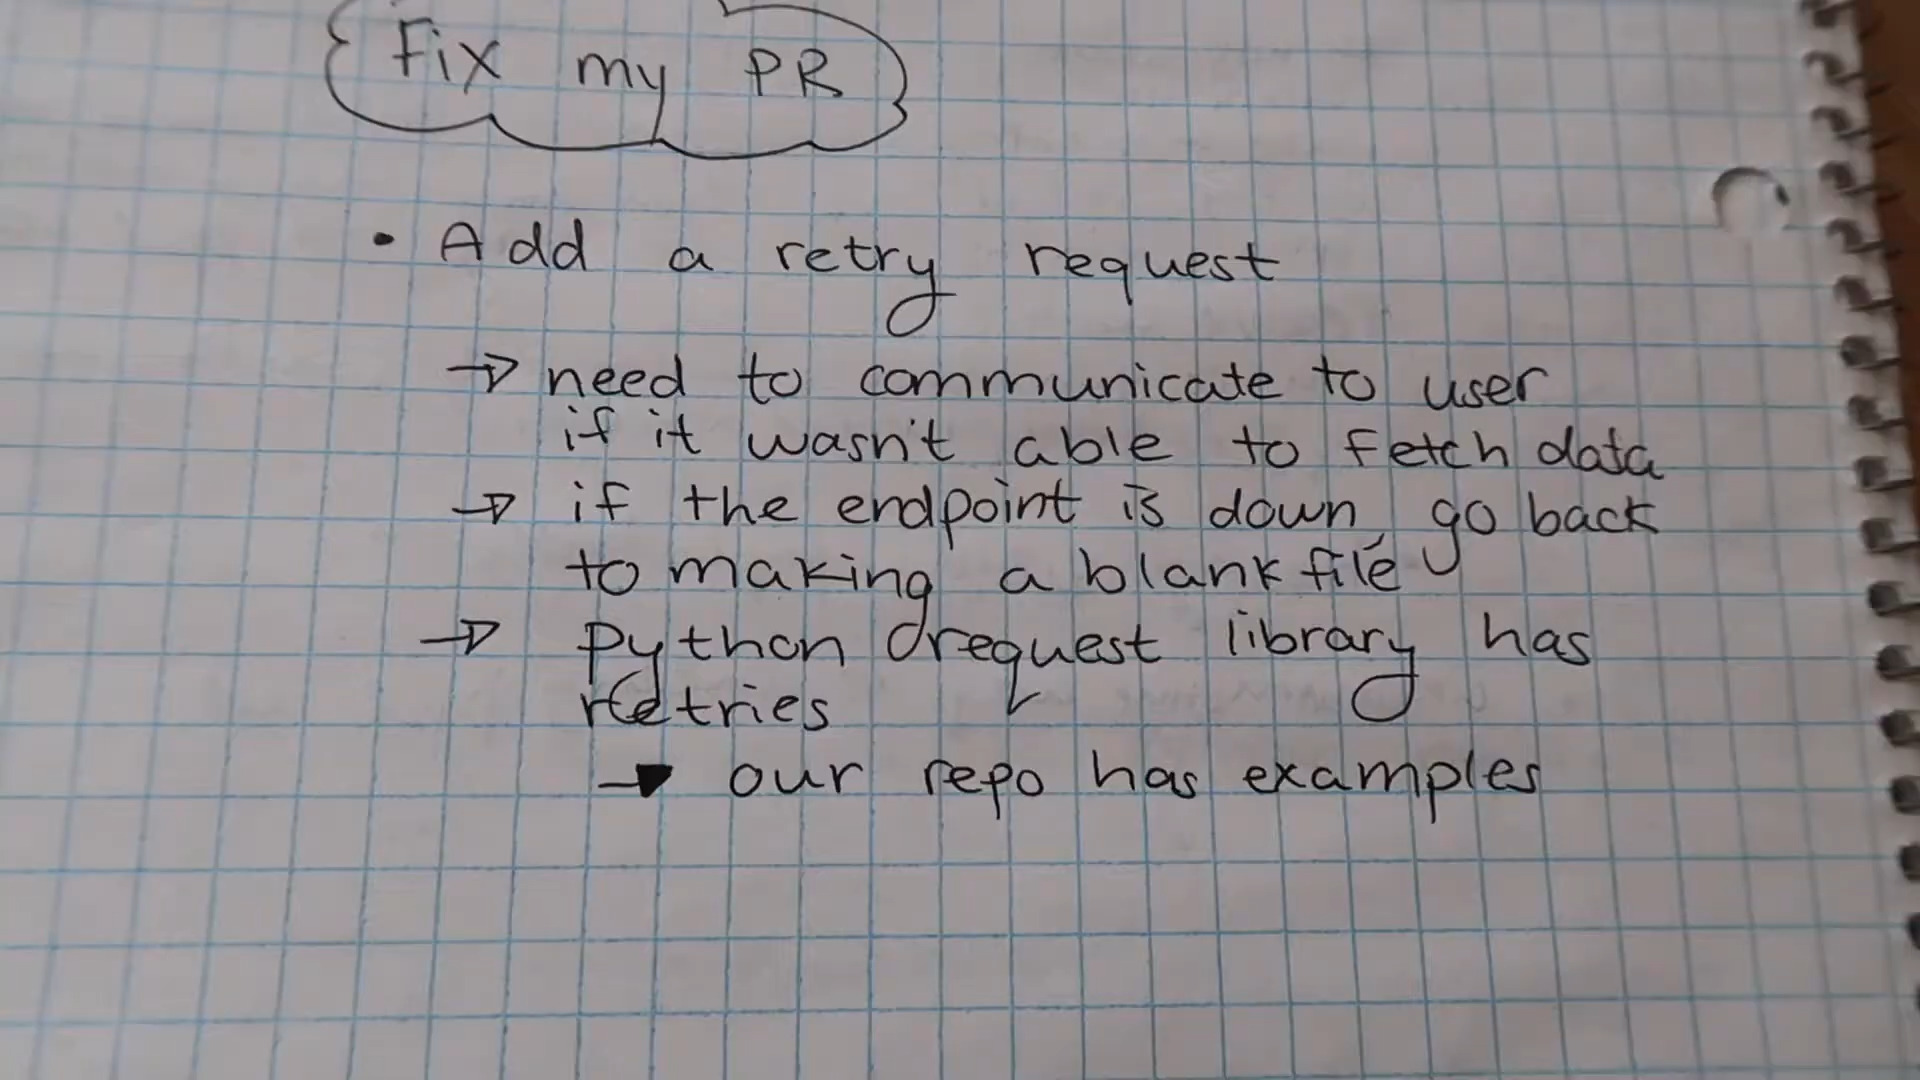 Fix my PR
• Add a retry request
→ need to communicate to user
if it wasn't able to fetch data
→ if the endpoint is down, go back
to making a blank file
→ python request library has
retries
→ our repo has examples